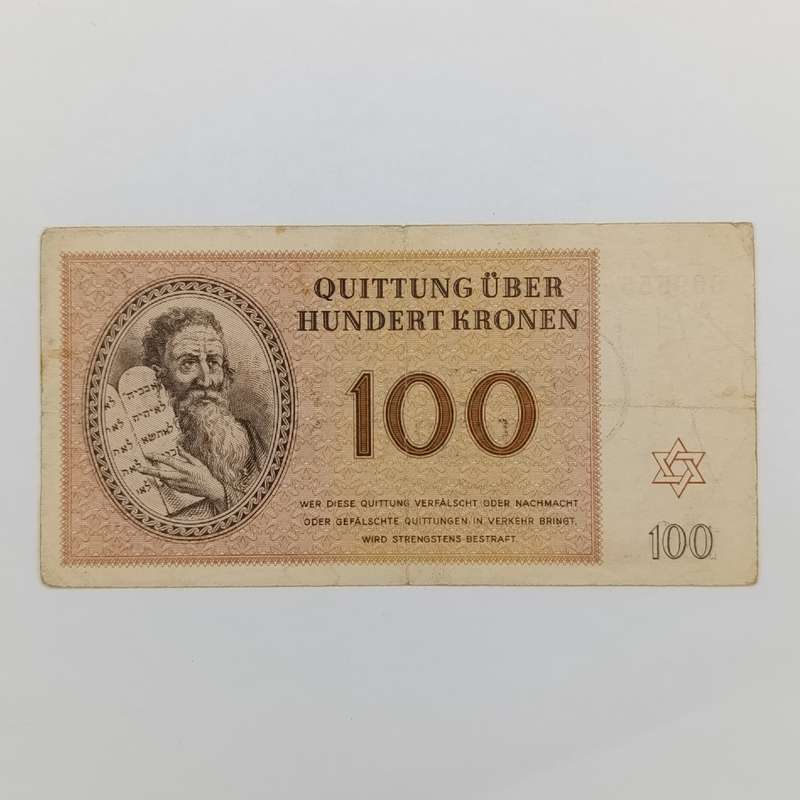 QUITTUNG ÜBER
HUNDERT KRONEN
100
WER DIESE QUITTUNG VERFÄLSCHT ODER NACHMACHT
ODER GEFÄLSCHTE QUITTUNGEN IN VERKEHR BRINGT,
WIRD STRENGSTENS BESTRAFT.
100